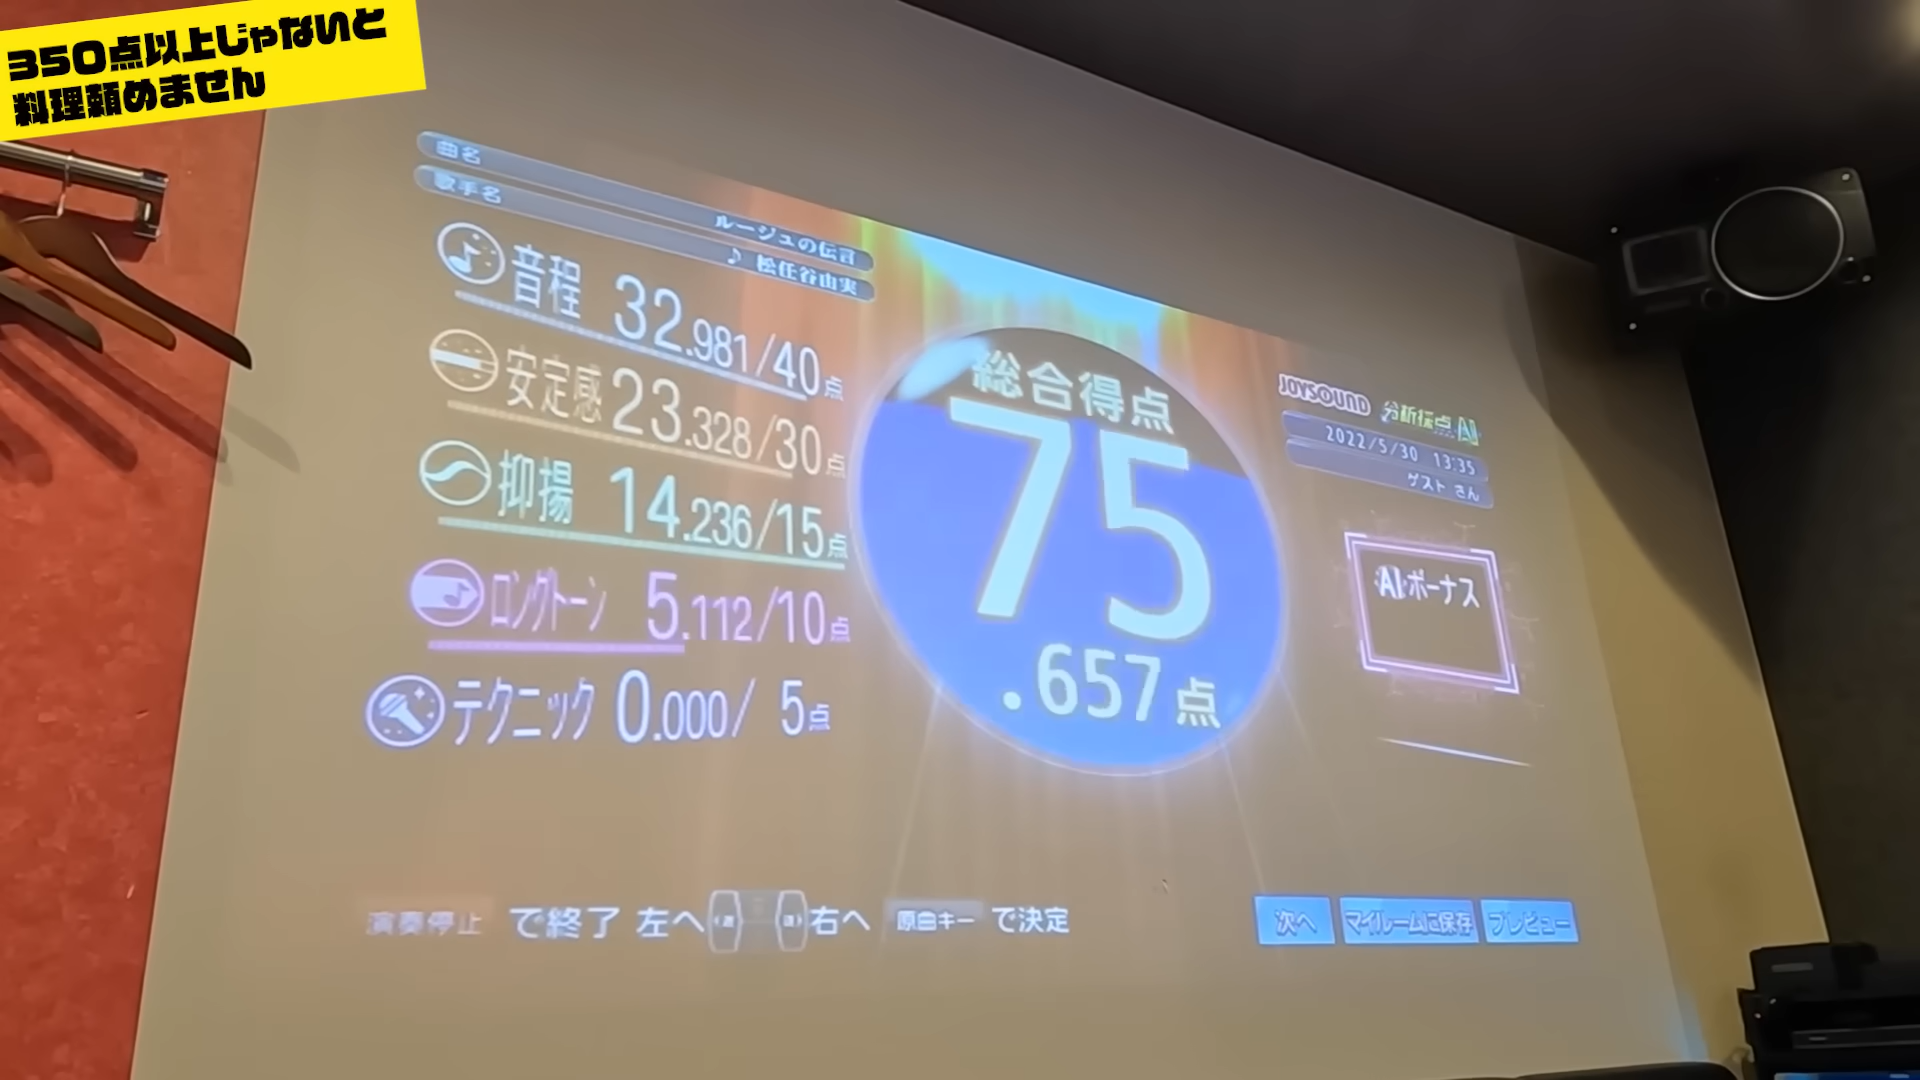 350点以上じゃないと
料理頼めません
曲名
ルージュの伝言
歌手名
♪ 松任谷由実
音程 32.981/40点
安定感 23.328/30点
抑揚 14.236/15点
ロングトーン 5.112/10点
テクニック 0.000/ 5点
総合得点
75
.657点
JOYSOUND 分析採点AI
2022/5/30 13:35
ゲスト さん
AIボーナス
演奏停止 で終了 左へ 右へ 原曲キー で決定
次へ マイルームに保存 プレビュー